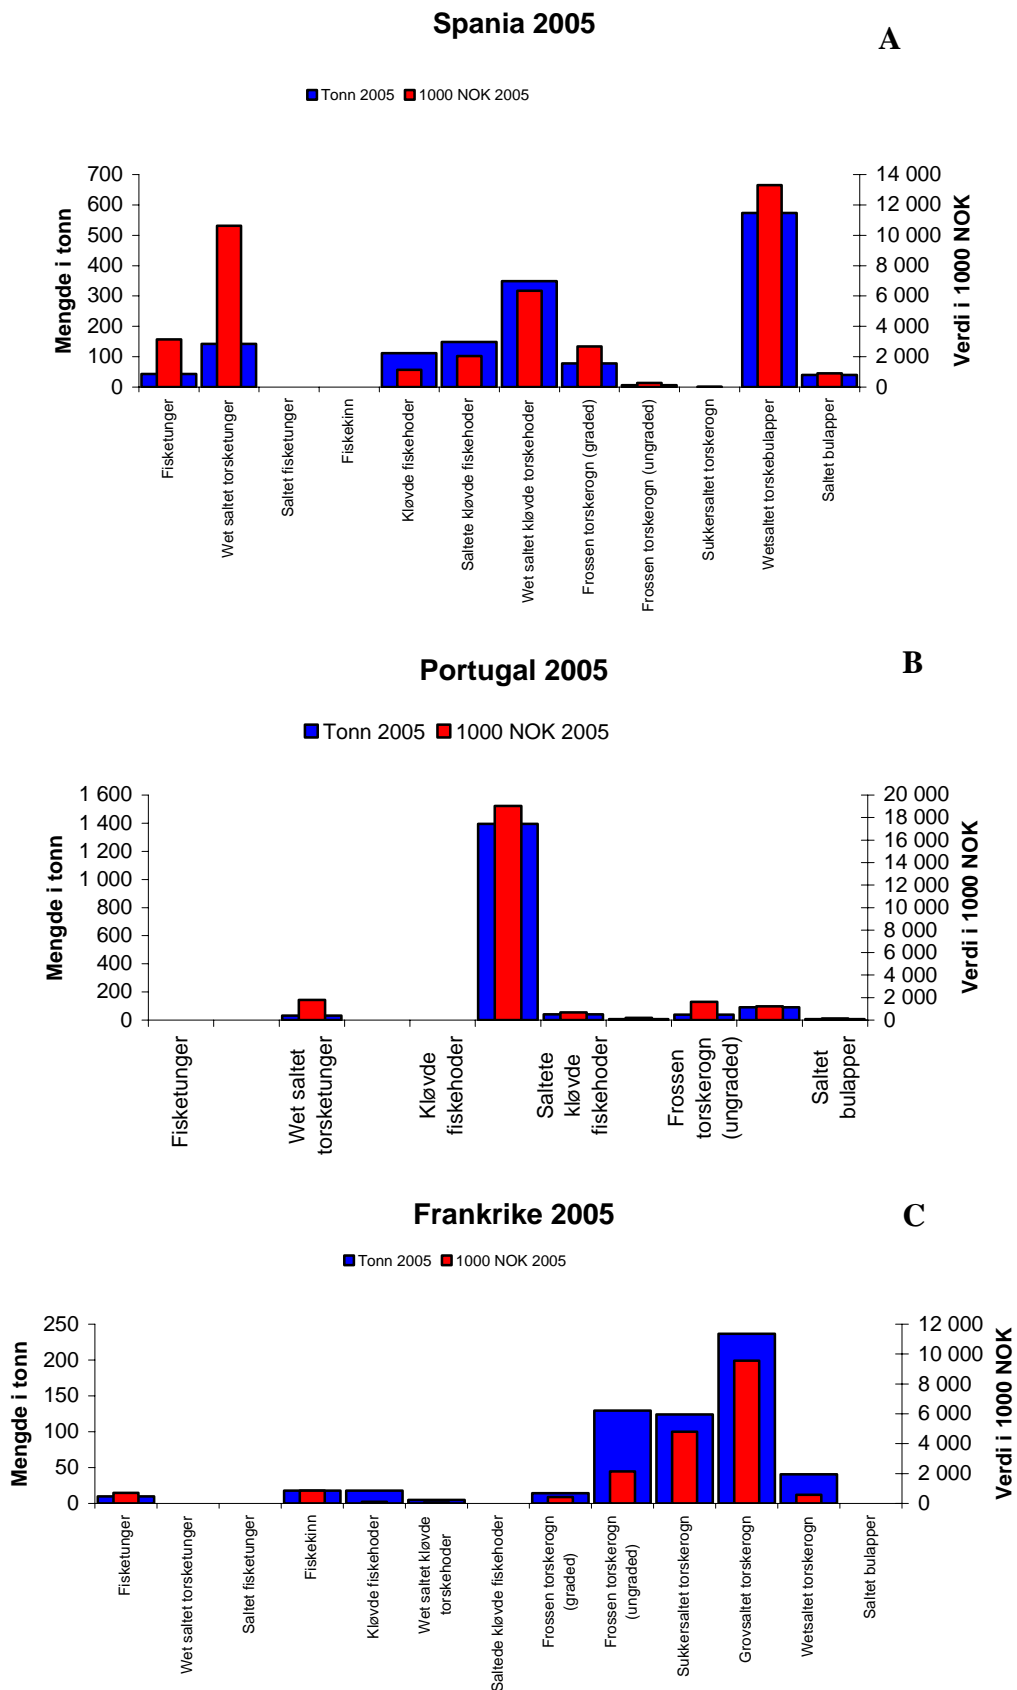 Spania 2005
A
Tonn 2005 1000 NOK 2005
Mengde i tonn
700
600
500
400
300
200
100
0
14 000
12 000
10 000
8 000
6 000
4 000
2 000
0
Verdi i 1000 NOK
Fisketunger
Wet saltet torsketunger
Saltet fisketunger
Fiskekinn
Kløvde fiskehoder
Saltete kløvde fiskehoder
Wet saltet kløvde torskehoder
Frossen torskerogn (graded)
Frossen torskerogn (ungraded)
Sukkersaltet torskerogn
Wetsaltet torskebulapper
Saltet bulapper
Portugal 2005
B
Tonn 2005 1000 NOK 2005
Mengde i tonn
1 600
1 400
1 200
1 000
800
600
400
200
0
20 000
18 000
16 000
14 000
12 000
10 000
8 000
6 000
4 000
2 000
0
Verdi i 1000 NOK
Fisketunger
Wet saltet
torsketunger
Kløvde
fiskehoder
Saltete
kløvde
fiskehoder
Frossen
torskerogn
(ungraded)
Saltet
bulapper
Frankrike 2005
C
Tonn 2005 1000 NOK 2005
Mengde i tonn
250
200
150
100
50
0
12 000
10 000
8 000
6 000
4 000
2 000
0
Verdi i 1000 NOK
Fisketunger
Wet saltet torsketunger
Saltet fisketunger
Fiskekinn
Kløvde fiskehoder
Wet saltet kløvde
torskehoder
Saltede kløvde fiskehoder
Frossen torskerogn
(graded)
Frossen torskerogn
(ungraded)
Sukkersaltet torskerogn
Grovsaltet torskerogn
Wetsaltet torskerogn
Saltet bulapper